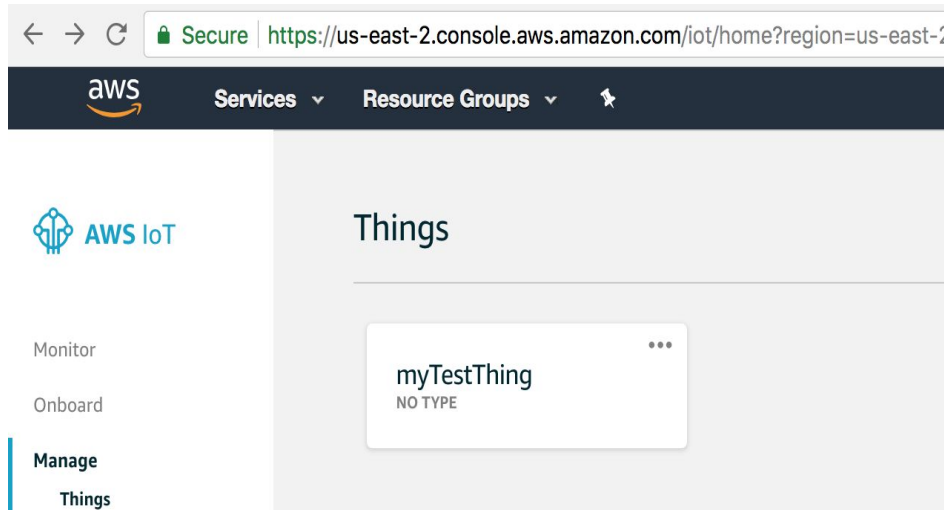 Secure https://us-east-2.console.aws.amazon.com/iot/home?region=us-east-2
aws Services Resource Groups
AWS IoT
Things
Monitor
myTestThing
NO TYPE
Onboard
Manage
Things